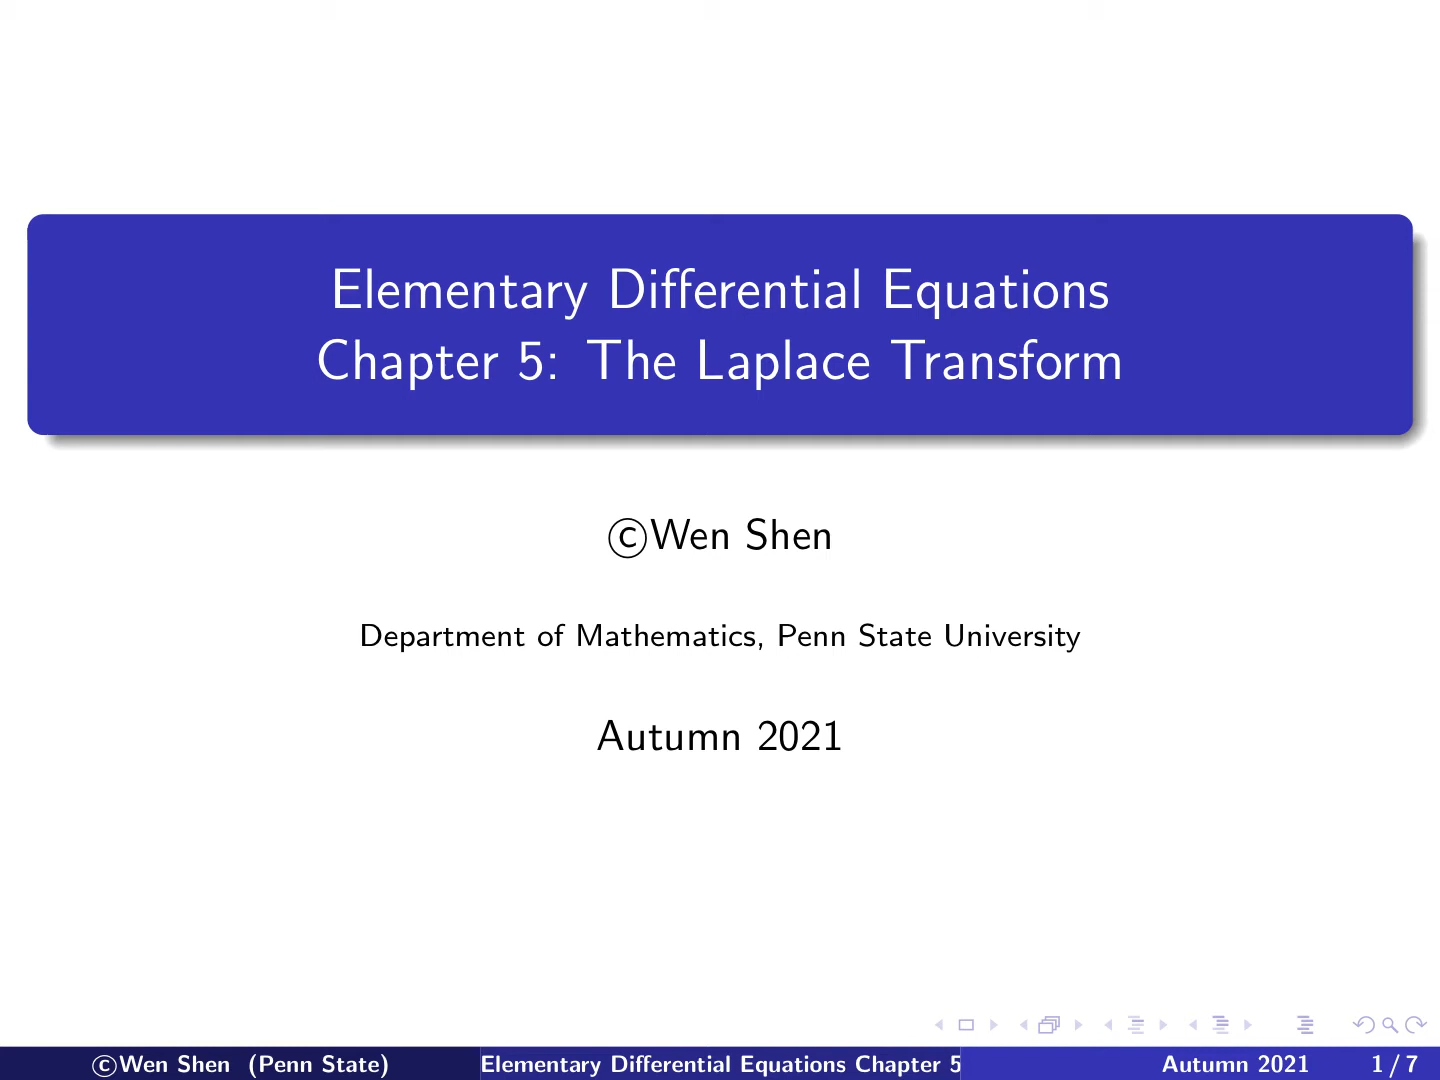 Elementary Differential Equations
Chapter 5: The Laplace Transform
©Wen Shen
Department of Mathematics, Penn State University
Autumn 2021
©Wen Shen (Penn State)
Elementary Differential Equations Chapter 5
Autumn 2021
1 / 7